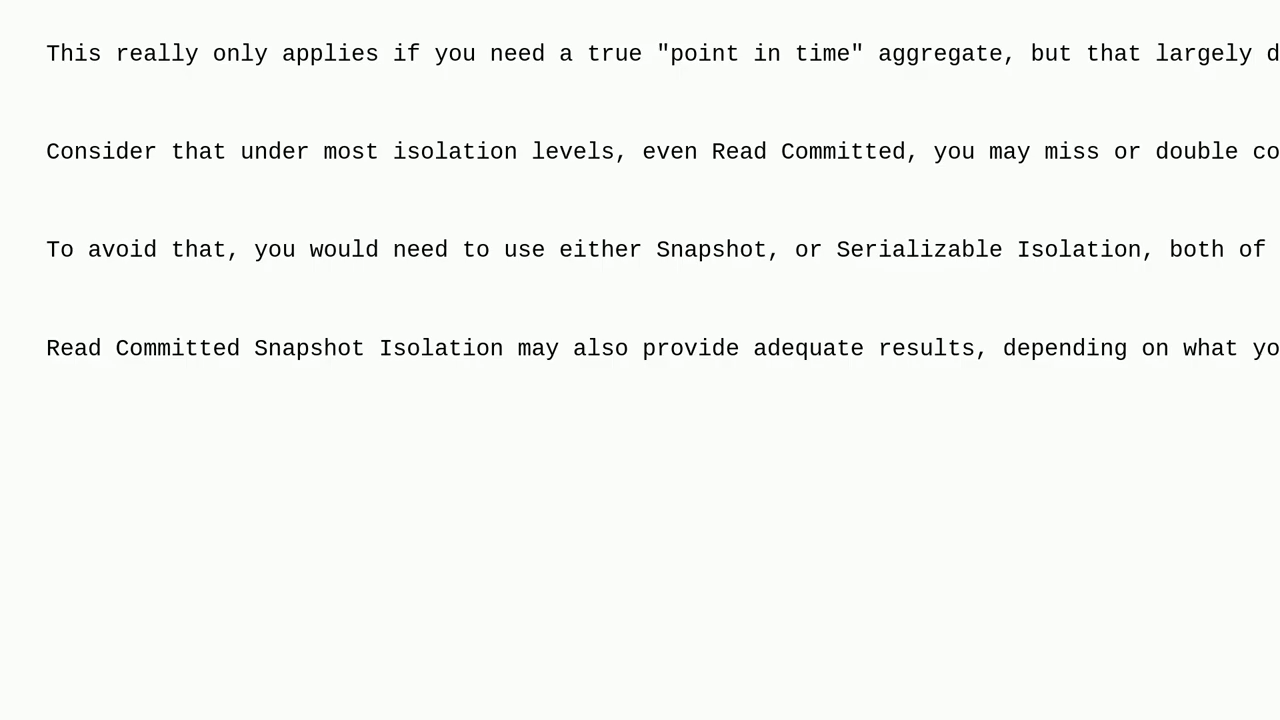 This really only applies if you need a true "point in time" aggregate, but that largely
Consider that under most isolation levels, even Read Committed, you may miss or double
To avoid that, you would need to use either Snapshot, or Serializable Isolation, both of
Read Committed Snapshot Isolation may also provide adequate results, depending on what